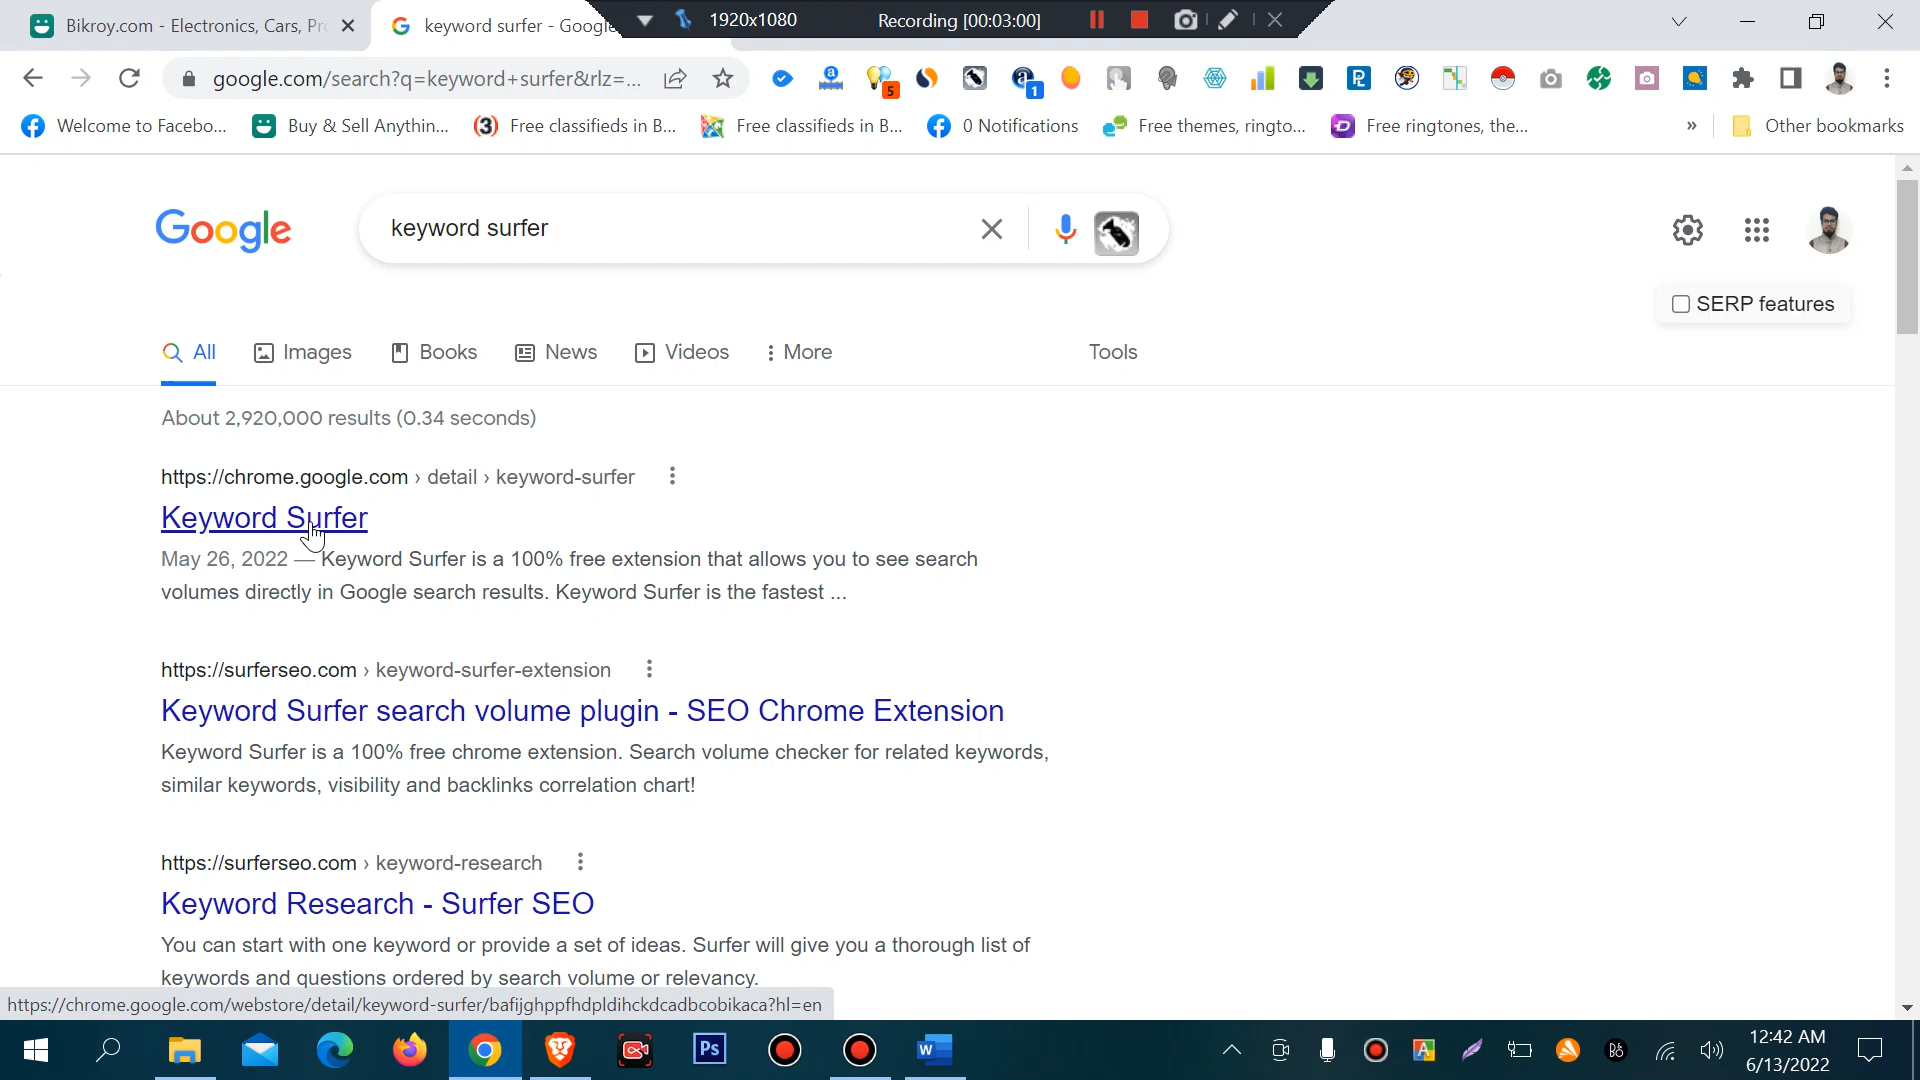 Bikroy.com - Electronics, Cars, Pr
keyword surfer - Google
1920x1080
Recording [00:03:00]
google.com/search?q=keyword+surfer&rlz=...
5
1
Welcome to Facebo...
Buy & Sell Anythin...
Free classifieds in B...
Free classifieds in B...
0 Notifications
Free themes, ringto...
Free ringtones, the...
»
Other bookmarks
Google
keyword surfer
SERP features
All
Images
Books
News
Videos
More
Tools
About 2,920,000 results (0.34 seconds)
https://chrome.google.com › detail › keyword-surfer
Keyword Surfer
May 26, 2022 — Keyword Surfer is a 100% free extension that allows you to see search
volumes directly in Google search results. Keyword Surfer is the fastest ...
https://surferseo.com › keyword-surfer-extension
Keyword Surfer search volume plugin - SEO Chrome Extension
Keyword Surfer is a 100% free chrome extension. Search volume checker for related keywords,
similar keywords, visibility and backlinks correlation chart!
https://surferseo.com › keyword-research
Keyword Research - Surfer SEO
You can start with one keyword or provide a set of ideas. Surfer will give you a thorough list of
keywords and questions ordered by search volume or relevancy.
https://chrome.google.com/webstore/detail/keyword-surfer/bafijghppfhdpldihckdcadbcobikaca?hl=en
Ps
W
12:42 AM
6/13/2022